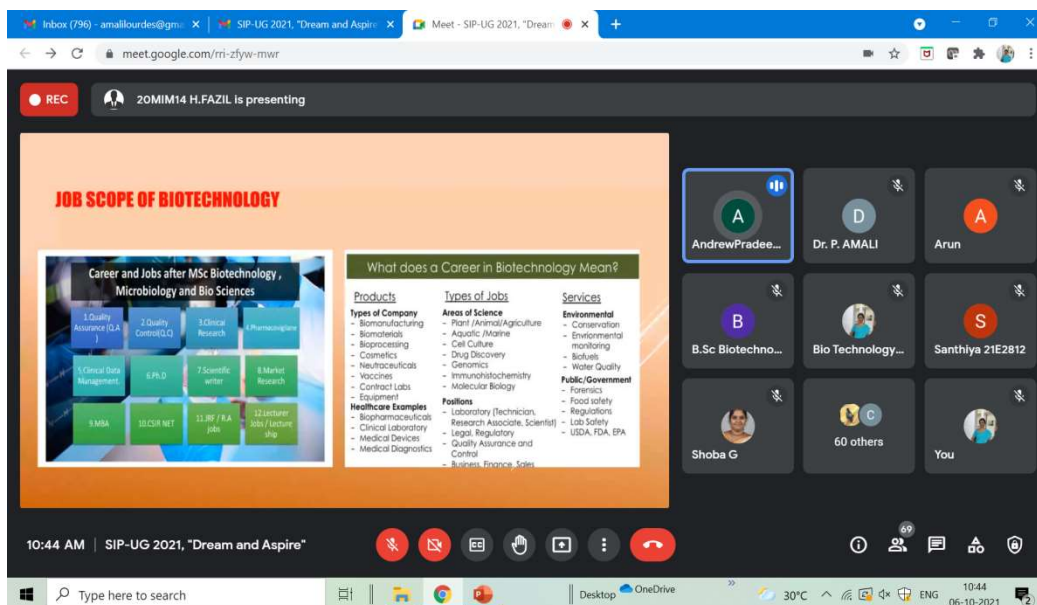 Inbox (796) - amalilourdes@gma
SIP-UG 2021, "Dream and Aspire
Meet - SIP-UG 2021, "Dream
meet.google.com/rri-zfyw-mwr
REC
20MIM14 H.FAZIL is presenting
JOB SCOPE OF BIOTECHNOLOGY
Career and Jobs after MSc Biotechnology ,
Microbiology and Bio Sciences
1.Quality
Assurance (Q.A
)
2.Quality
Control(Q.C)
3.Clinical
Research
4.Pharmacovigilane
5.Clinical Data
Management.
6.Ph.D
7.Scientific
writer
8.Market
Research
9.MBA
10.CSIR NET
11.JRF / R.A
jobs
12.Lecturer
Jobs / Lecture
ship
What does a Career in Biotechnology Mean?
Products
Types of Company
- Biomanufacturing
- Biomaterials
- Bioprocessing
- Cosmetics
- Neutraceuticals
- Vaccines
- Contract Labs
- Equipment
Healthcare Examples
- Biopharmaceuticals
- Clinical Laboratory
- Medical Devices
- Medical Diagnostics
Types of Jobs
Areas of Science
- Plant /Animal/Agriculture
- Aquatic /Marine
- Cell Culture
- Drug Discovery
- Genomics
- Immunohistochemistry
- Molecular Biology
Positions
- Laboratory (Technician,
Research Associate, Scientist)
- Legal, Regulatory
- Quality Assurance and
Control
- Business, Finance, Sales
Services
Environmental
- Conservation
- Environmental
monitoring
- Biofuels
- Water Quality
Public/Government
- Forensics
- Food safety
- Regulations
- Lab Safety
- USDA, FDA, EPA
A
AndrewPradee...
D
Dr. P. AMALI
A
Arun
B
B.Sc Biotechno...
Bio Technology...
S
Santhiya 21E2812
Shoba G
C
60 others
You
10:44 AM | SIP-UG 2021, "Dream and Aspire"
69
Type here to search
Desktop
OneDrive
30°C
ENG
10:44
06-10-2021
2